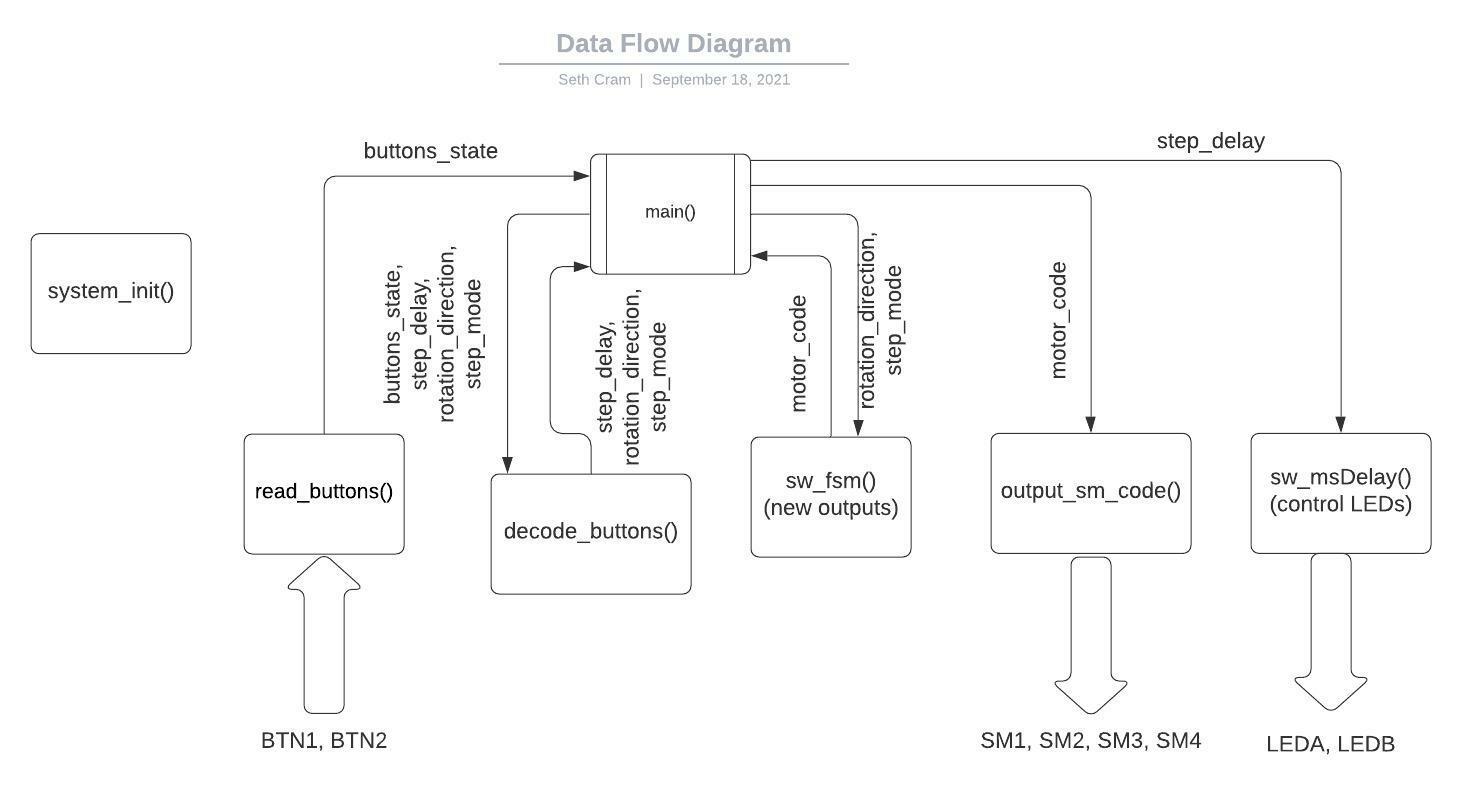 Data Flow Diagram
Seth Cram | September 18, 2021
buttons_state
step_delay
main()
system_init()
buttons_state,
step_delay,
rotation_direction,
step_mode
step_delay,
rotation_direction,
step_mode
motor_code
rotation_direction,
step_mode
motor_code
read_buttons()
decode_buttons()
sw_fsm()
(new outputs)
output_sm_code()
sw_msDelay()
(control LEDs)
BTN1, BTN2
SM1, SM2, SM3, SM4
LEDA, LEDB